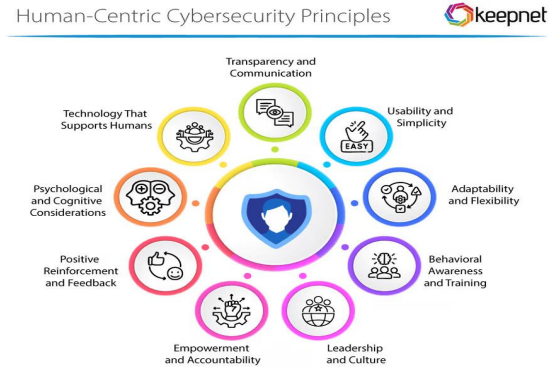 Human-Centric Cybersecurity Principles
keepnet
Transparency and
Communication
Usability and
Simplicity
EASY
Adaptability
and Flexibility
Behavioral
Awareness
and Training
Leadership
and Culture
Empowerment
and Accountability
Positive
Reinforcement
and Feedback
Psychological
and Cognitive
Considerations
Technology That
Supports Humans